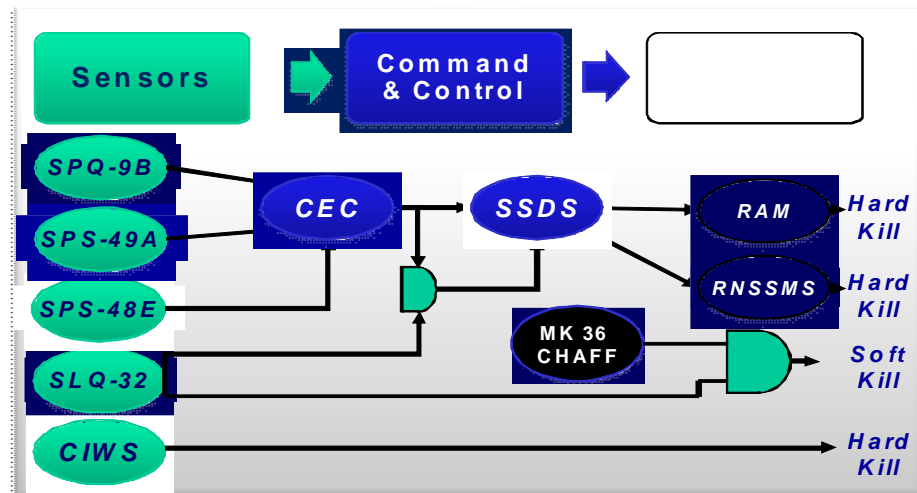 Sensors
Command
& Control
SPQ-9B
SPS-49A
SPS-48E
SLQ-32
CIWS
CEC
SSDS
RAM
RNSSMS
MK 36
CHAFF
Hard
Kill
Hard
Kill
Soft
Kill
Hard
Kill